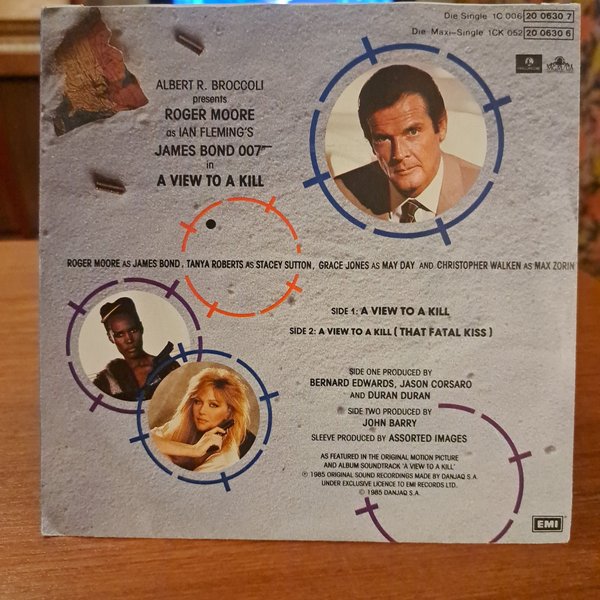 Die Single 1C 006 20 0630 7
Die Maxi-Single 1CK 052 20 0630 6
ALBERT R. BROCCOLI
presents
ROGER MOORE
as IAN FLEMING'S
JAMES BOND 007
in
A VIEW TO A KILL
ROGER MOORE AS JAMES BOND, TANYA ROBERTS AS STACEY SUTTON, GRACE JONES AS MAY DAY AND CHRISTOPHER WALKEN AS MAX ZORIN
SIDE 1: A VIEW TO A KILL
SIDE 2: A VIEW TO A KILL (THAT FATAL KISS)
SIDE ONE PRODUCED BY
BERNARD EDWARDS, JASON CORSARO
AND DURAN DURAN
SIDE TWO PRODUCED BY
JOHN BARRY
SLEEVE PRODUCED BY ASSORTED IMAGES
AS FEATURED IN THE ORIGINAL MOTION PICTURE
AND ALBUM SOUNDTRACK 'A VIEW TO A KILL'
℗ 1985 ORIGINAL SOUND RECORDINGS MADE BY DANJAQ S.A.
UNDER EXCLUSIVE LICENCE TO EMI RECORDS LTD.
© 1985 DANJAQ S.A.
EMI